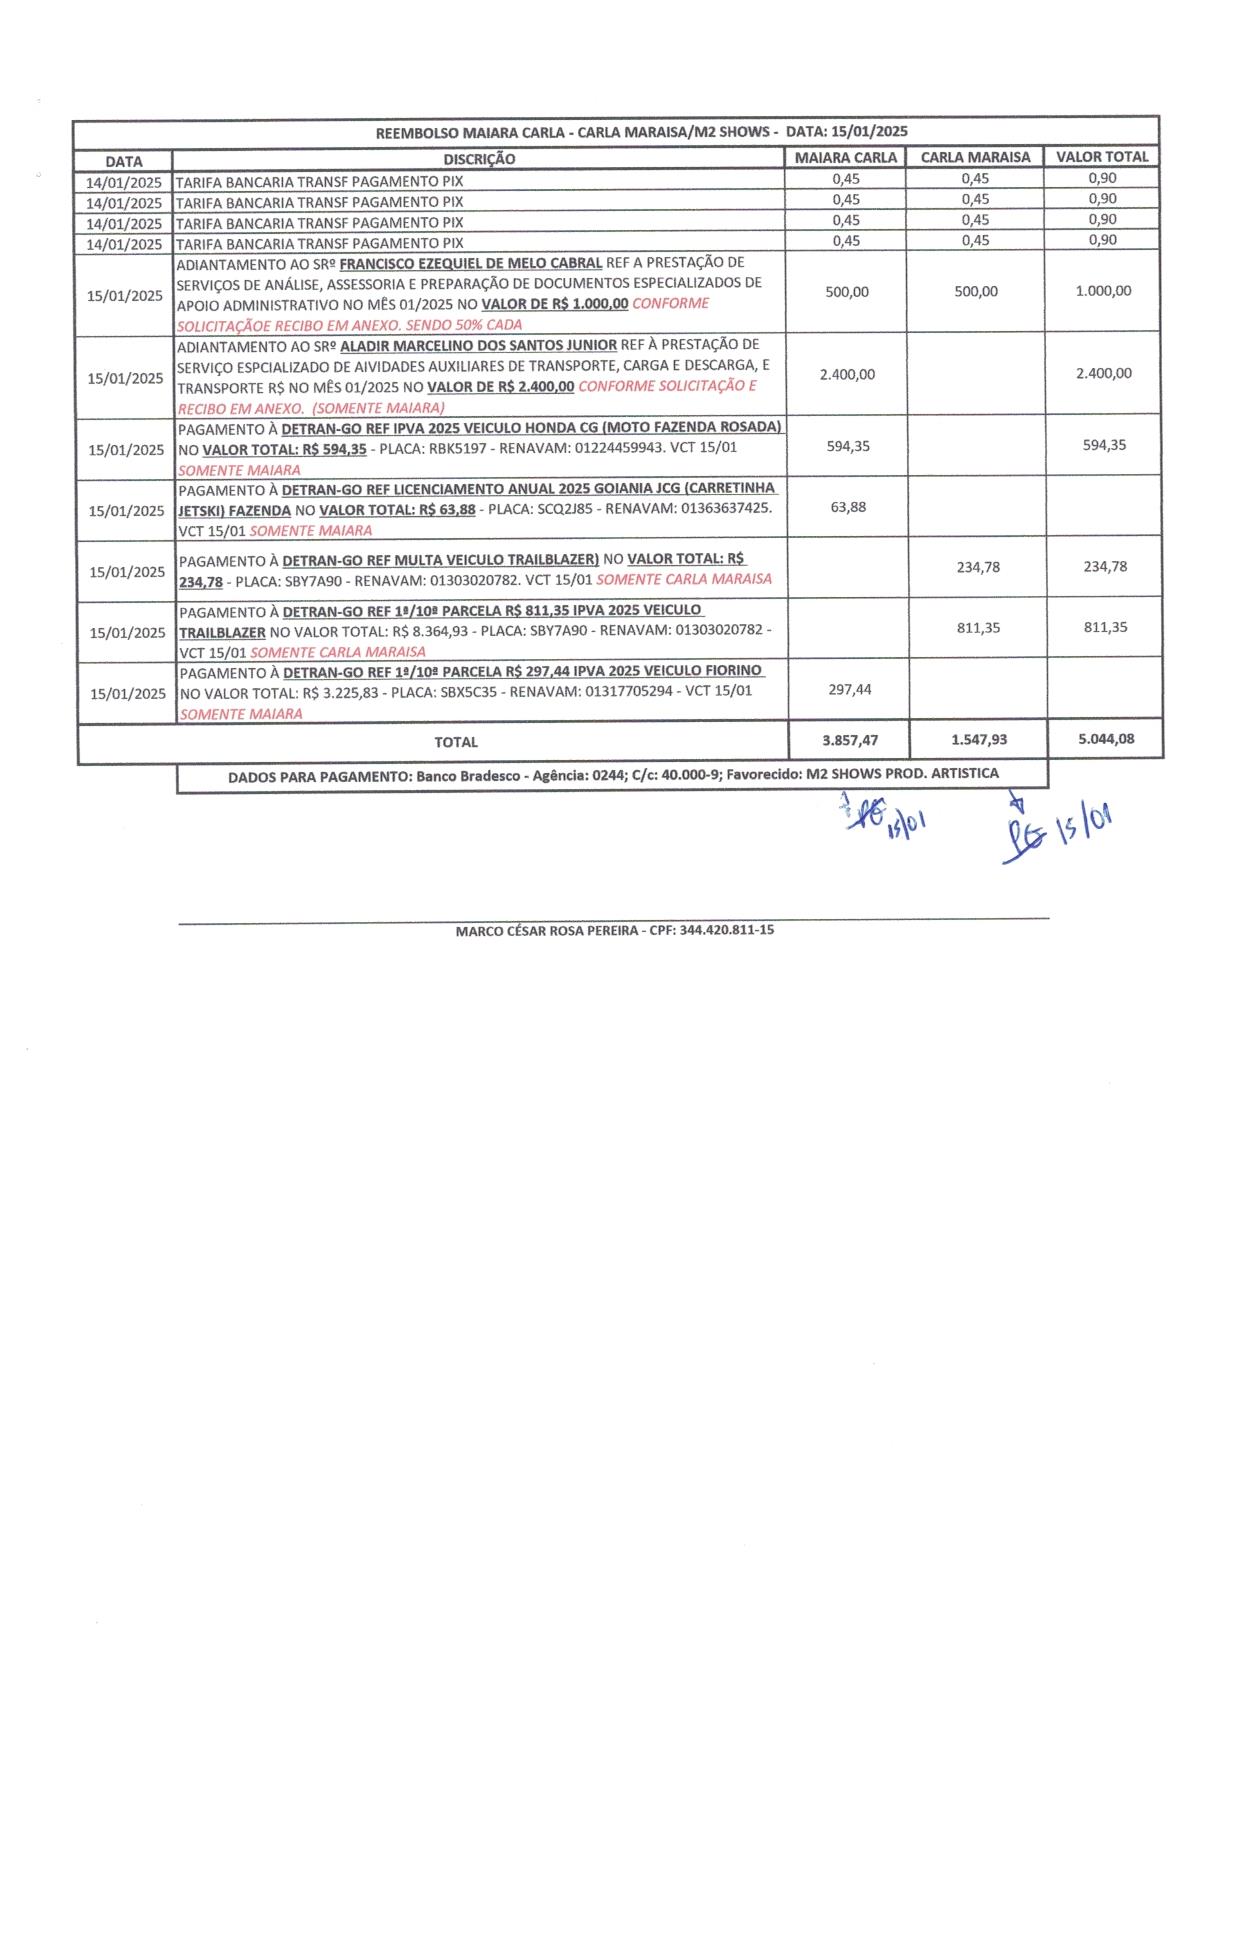 REEMBOLSO MAIARA CARLA - CARLA MARAISA/M2 SHOWS - DATA: 15/01/2025
DATA DISCRIÇÃO MAIARA CARLA CARLA MARAISA VALOR TOTAL
14/01/2025 TARIFA BANCARIA TRANSF PAGAMENTO PIX 0,45 0,45 0,90
14/01/2025 TARIFA BANCARIA TRANSF PAGAMENTO PIX 0,45 0,45 0,90
14/01/2025 TARIFA BANCARIA TRANSF PAGAMENTO PIX 0,45 0,45 0,90
14/01/2025 TARIFA BANCARIA TRANSF PAGAMENTO PIX 0,45 0,45 0,90
ADIANTAMENTO AO SRº FRANCISCO EZEQUIEL DE MELO CABRAL REF A PRESTAÇÃO DE
SERVIÇOS DE ANÁLISE, ASSESSORIA E PREPARAÇÃO DE DOCUMENTOS ESPECIALIZADOS DE
15/01/2025 500,00 500,00 1.000,00
APOIO ADMINISTRATIVO NO MÊS 01/2025 NO VALOR DE R$ 1.000,00 CONFORME
SOLICITAÇÃOE RECIBO EM ANEXO. SENDO 50% CADA
ADIANTAMENTO AO SRº ALADIR MARCELINO DOS SANTOS JUNIOR REF À PRESTAÇÃO DE
SERVIÇO ESPCIALIZADO DE AIVIDADES AUXILIARES DE TRANSPORTE, CARGA E DESCARGA, E
15/01/2025 2.400,00 2.400,00
TRANSPORTE R$ NO MÊS 01/2025 NO VALOR DE R$ 2.400,00 CONFORME SOLICITAÇÃO E
RECIBO EM ANEXO. (SOMENTE MAIARA)
PAGAMENTO À DETRAN-GO REF IPVA 2025 VEICULO HONDA CG (MOTO FAZENDA ROSADA)
15/01/2025 NO VALOR TOTAL: R$ 594,35 - PLACA: RBK5197 - RENAVAM: 01224459943. VCT 15/01 594,35 594,35
SOMENTE MAIARA
PAGAMENTO À DETRAN-GO REF LICENCIAMENTO ANUAL 2025 GOIANIA JCG (CARRETINHA
15/01/2025 JETSKI) FAZENDA NO VALOR TOTAL: R$ 63,88 - PLACA: SCQ2J85 - RENAVAM: 01363637425. 63,88
VCT 15/01 SOMENTE MAIARA
PAGAMENTO À DETRAN-GO REF MULTA VEICULO TRAILBLAZER) NO VALOR TOTAL: R$
15/01/2025 234,78 234,78
234,78 - PLACA: SBY7A90 - RENAVAM: 01303020782. VCT 15/01 SOMENTE CARLA MARAISA
PAGAMENTO À DETRAN-GO REF 1ª/10ª PARCELA R$ 811,35 IPVA 2025 VEICULO
15/01/2025 TRAILBLAZER NO VALOR TOTAL: R$ 8.364,93 - PLACA: SBY7A90 - RENAVAM: 01303020782 - 811,35 811,35
VCT 15/01 SOMENTE CARLA MARAISA
PAGAMENTO À DETRAN-GO REF 1ª/10ª PARCELA R$ 297,44 IPVA 2025 VEICULO FIORINO
15/01/2025 NO VALOR TOTAL: R$ 3.225,83 - PLACA: SBX5C35 - RENAVAM: 01317705294 - VCT 15/01 297,44
SOMENTE MAIARA
TOTAL 3.857,47 1.547,93 5.044,08
DADOS PARA PAGAMENTO: Banco Bradesco - Agência: 0244; C/c: 40.000-9; Favorecido: M2 SHOWS PROD. ARTISTICA
PG 15/01 PG 15/01
MARCO CÉSAR ROSA PEREIRA - CPF: 344.420.811-15